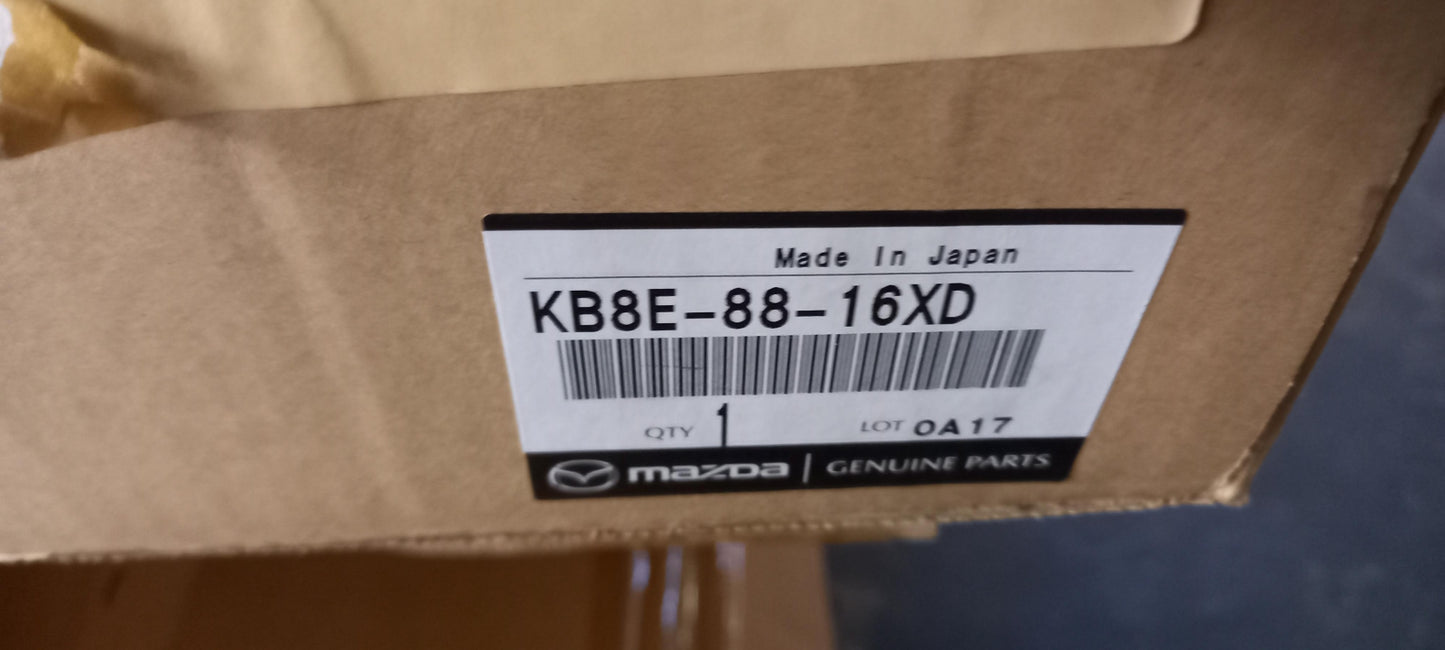 Made In Japan
KB8E-88-16XD
QTY 1 LOT 0A17
mazda | GENUINE PARTS